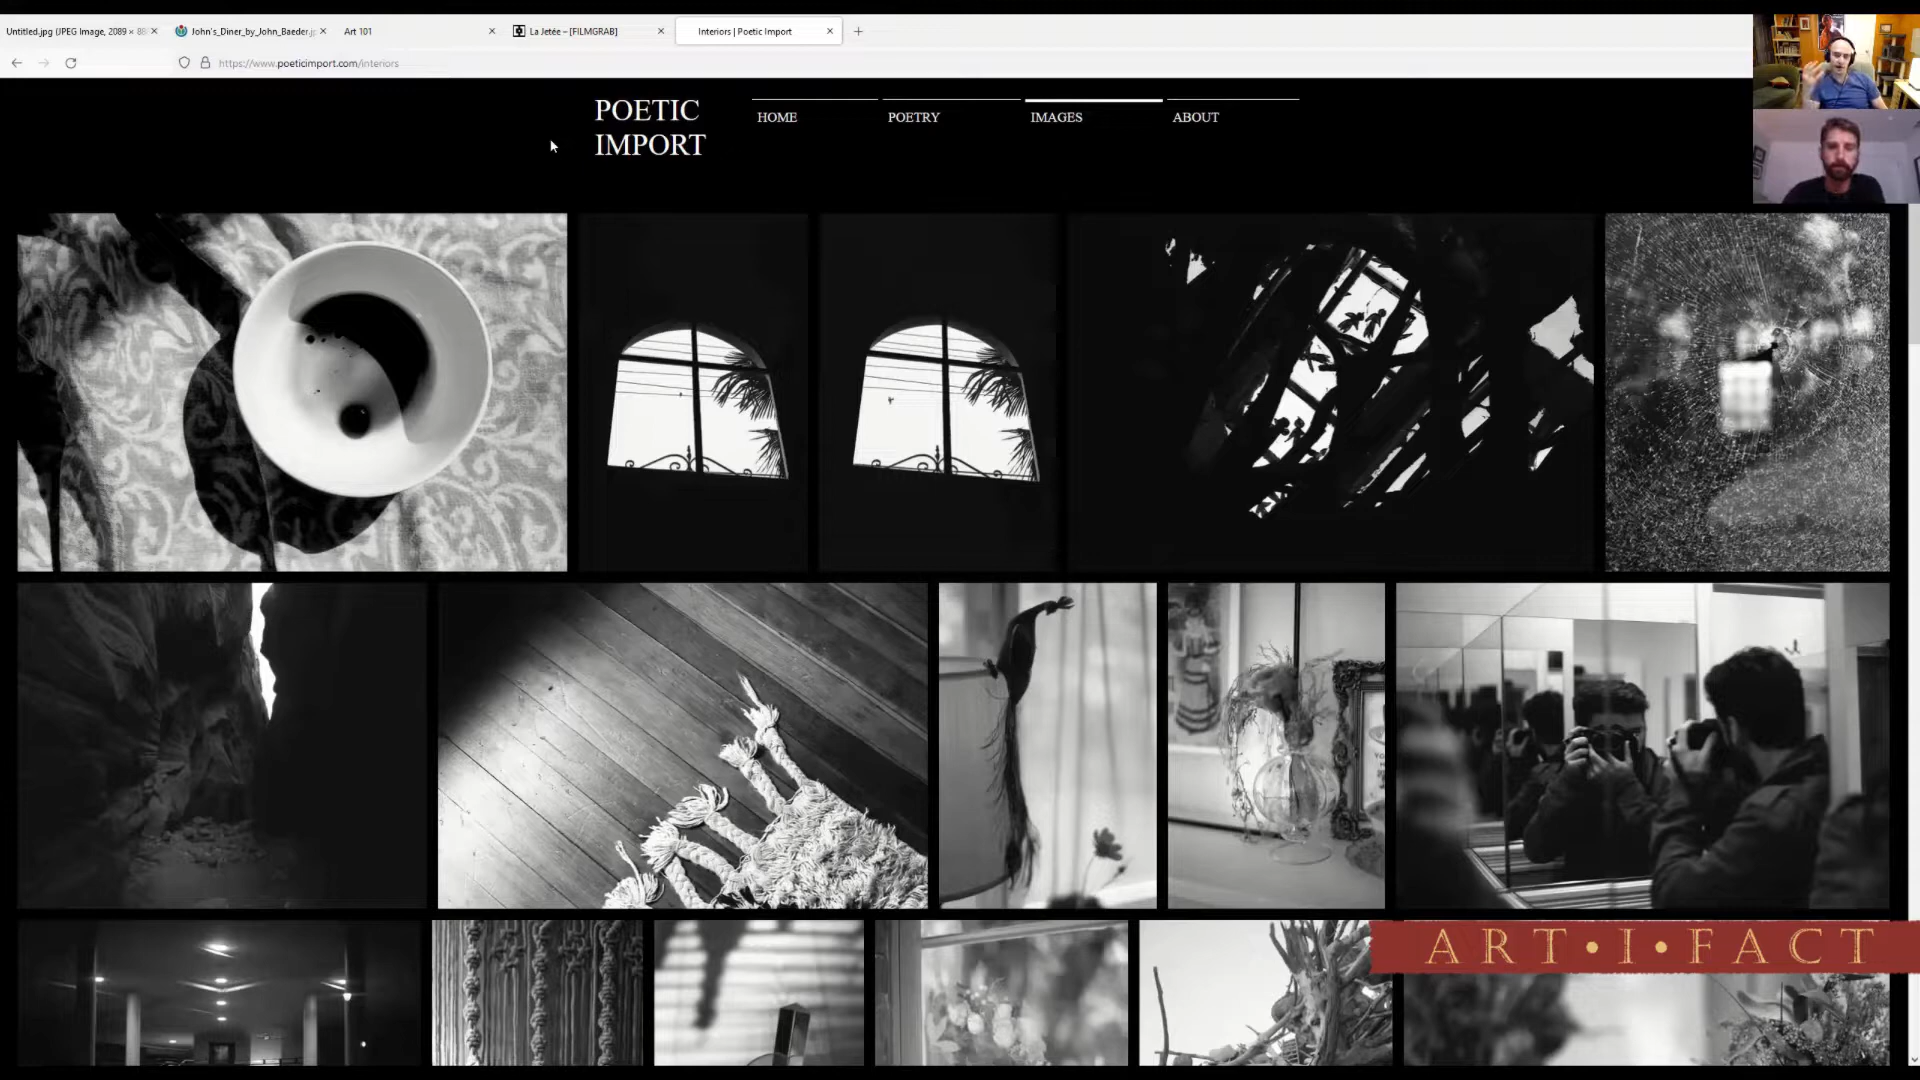 Untitled.jpg (JPEG Image, 2089 × 88
John's_Diner_by_John_Baeder.j
Art 101
La Jetée – [FILMGRAB]
Interiors | Poetic Import
https://www.poeticimport.com/interiors
POETIC
IMPORT
HOME
POETRY
IMAGES
ABOUT
ART•I•FACT